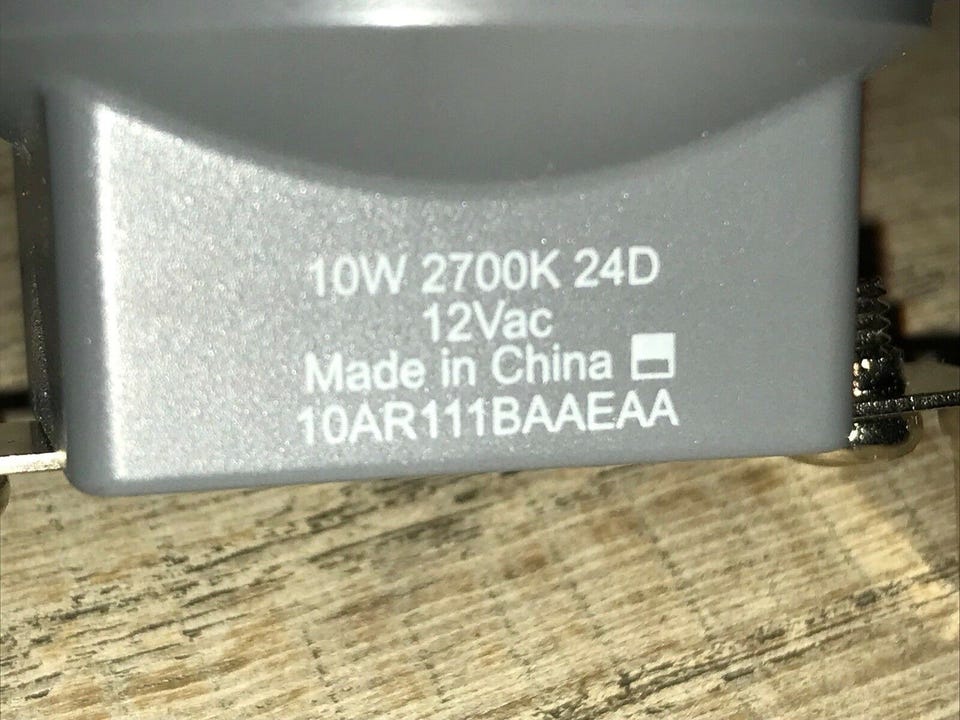 10W 2700K 24D
12Vac
Made in China
10AR111BAAEAA